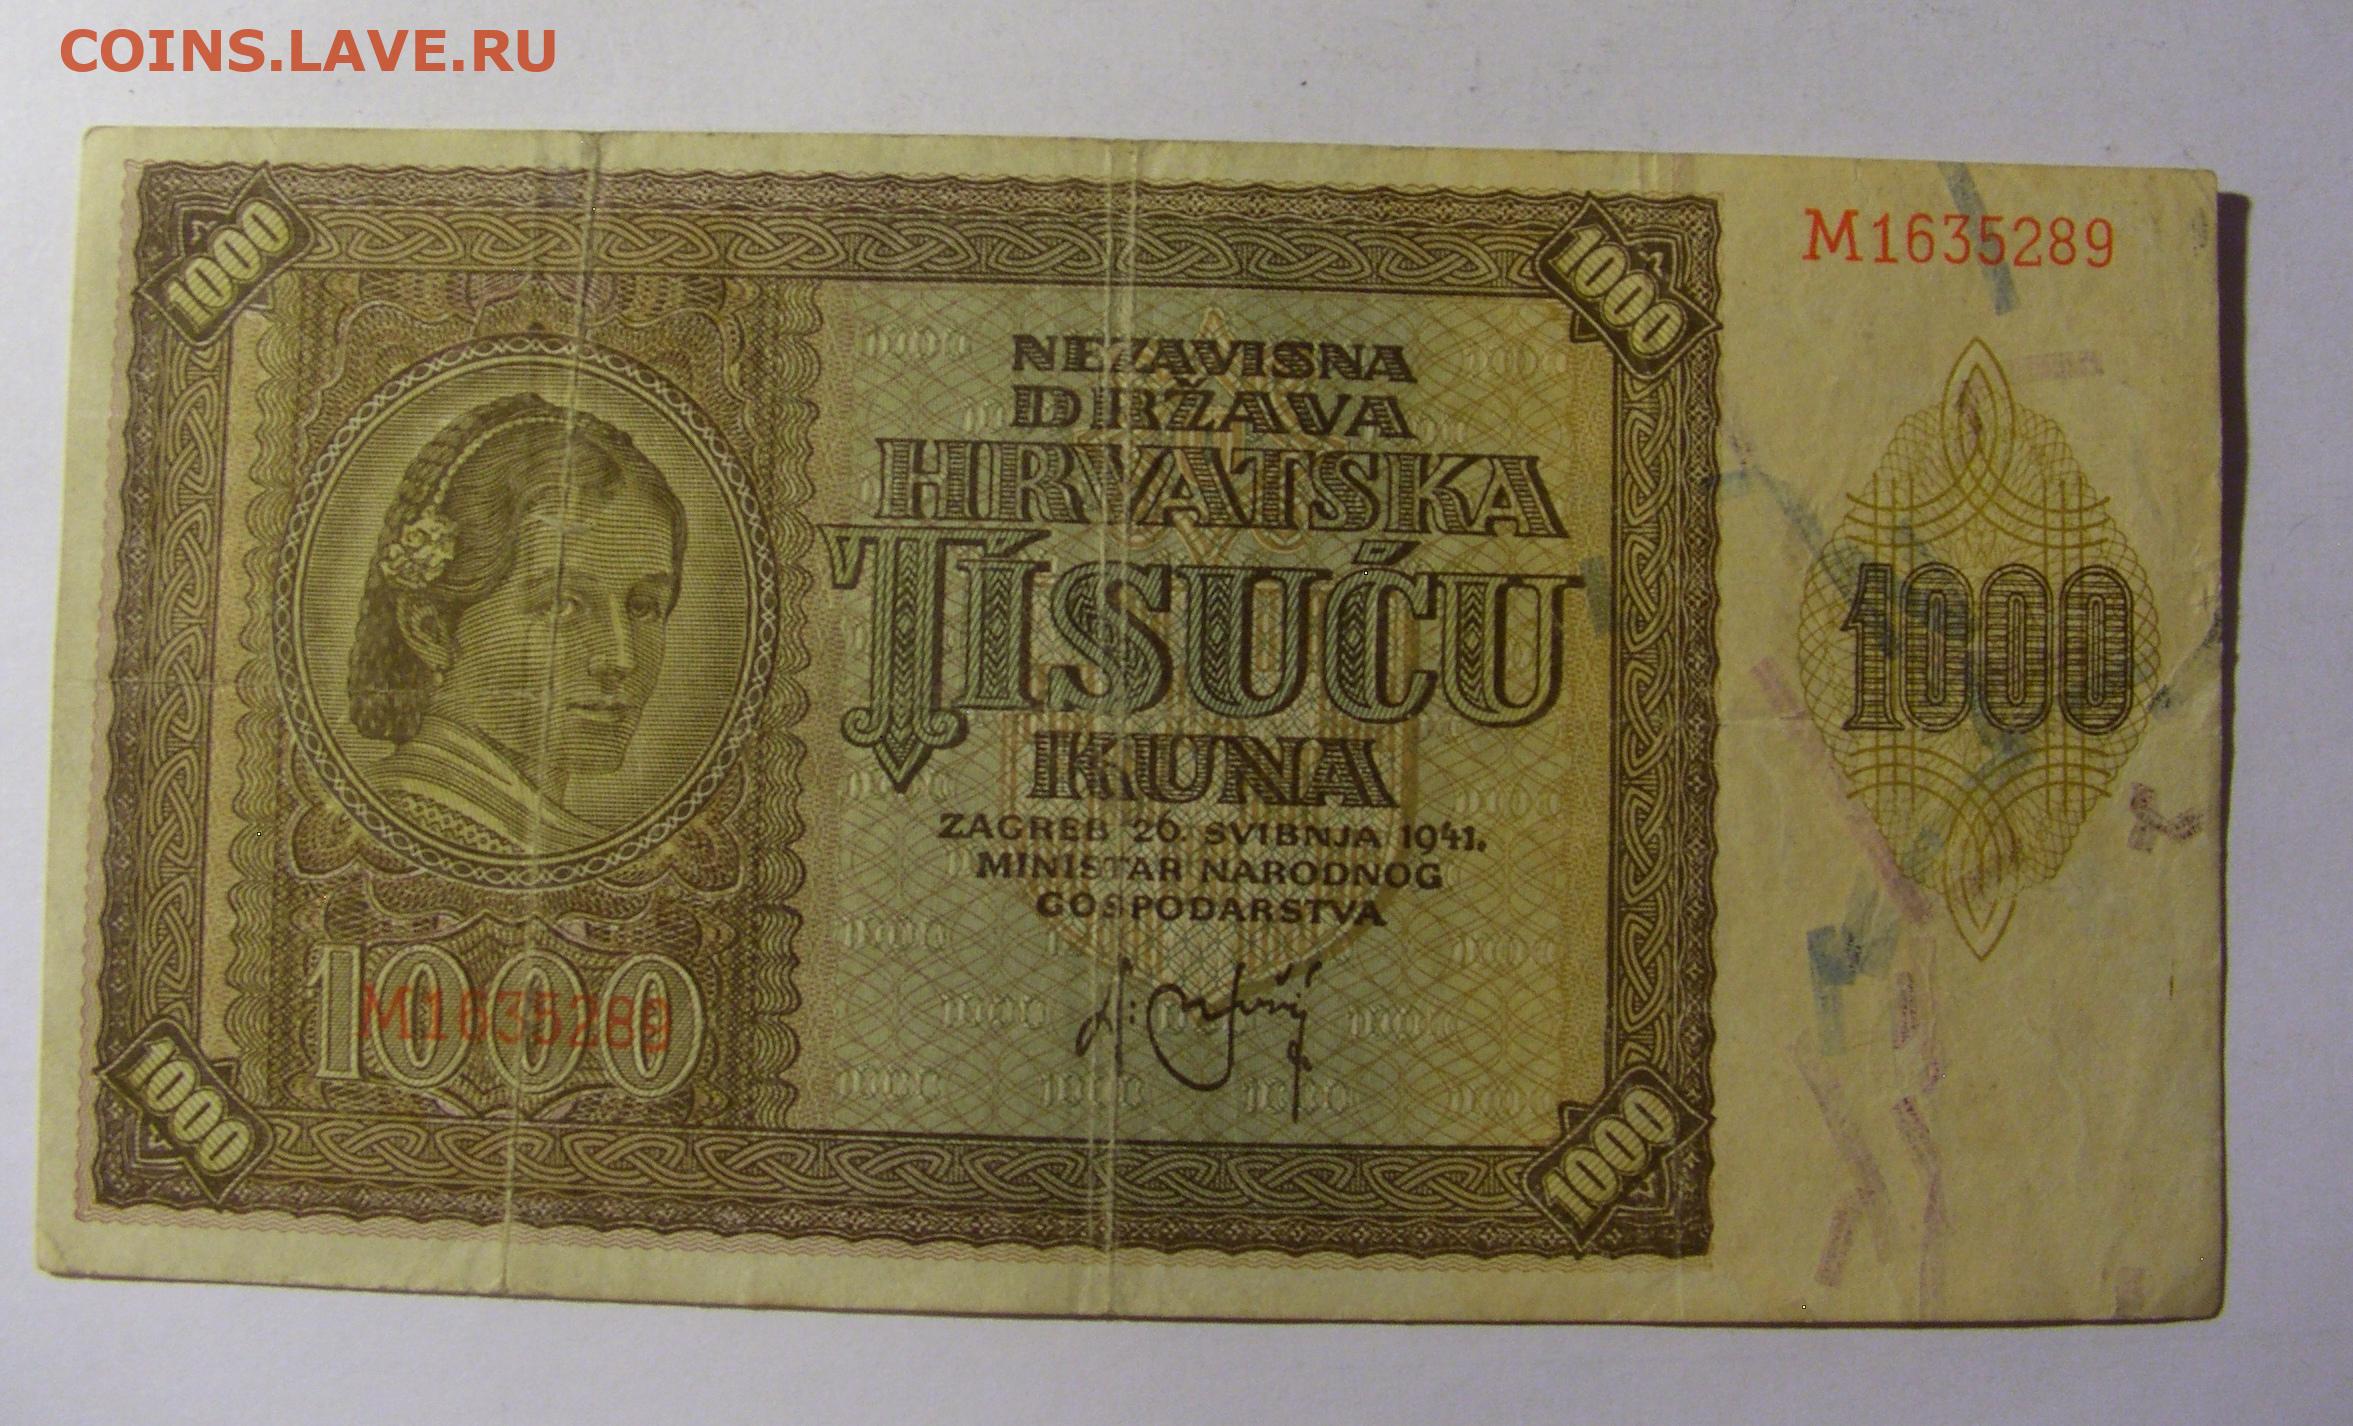 COINS.LAVE.RU
1000
1000
M1635289
NEZAVISNA
DRŽAVA
HRVATSKA
TISUĆU
KUNA
1000
ZAGREB 26. SVIBNJA 1941.
MINISTAR NARODNOG
GOSPODARSTVA
1000
M1635289
1000
1000